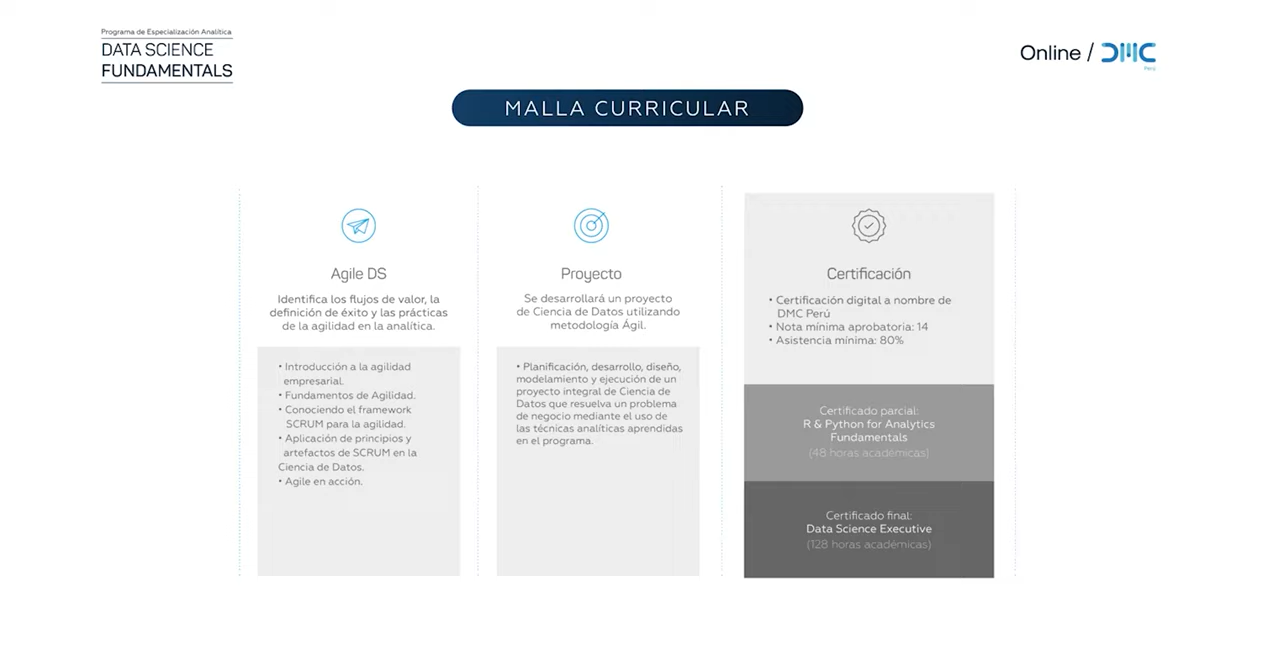 Programa de Especialización Analítica
DATA SCIENCE
FUNDAMENTALS
Online / DMC
Perú
MALLA CURRICULAR
Agile DS
Identifica los flujos de valor, la
definición de éxito y las prácticas
de la agilidad en la analítica.
• Introducción a la agilidad
empresarial.
• Fundamentos de Agilidad.
• Conociendo el framework
SCRUM para la agilidad.
• Aplicación de principios y
artefactos de SCRUM en la
Ciencia de Datos.
• Agile en acción.
Proyecto
Se desarrollará un proyecto
de Ciencia de Datos utilizando
metodología Ágil.
• Planificación, desarrollo, diseño,
modelamiento y ejecución de un
proyecto integral de Ciencia de
Datos que resuelva un problema
de negocio mediante el uso de
las técnicas analíticas aprendidas
en el programa.
Certificación
• Certificación digital a nombre de
DMC Perú
• Nota mínima aprobatoria: 14
• Asistencia mínima: 80%
Certificado parcial:
R & Python for Analytics
Fundamentals
(48 horas académicas)
Certificado final:
Data Science Executive
(128 horas académicas)